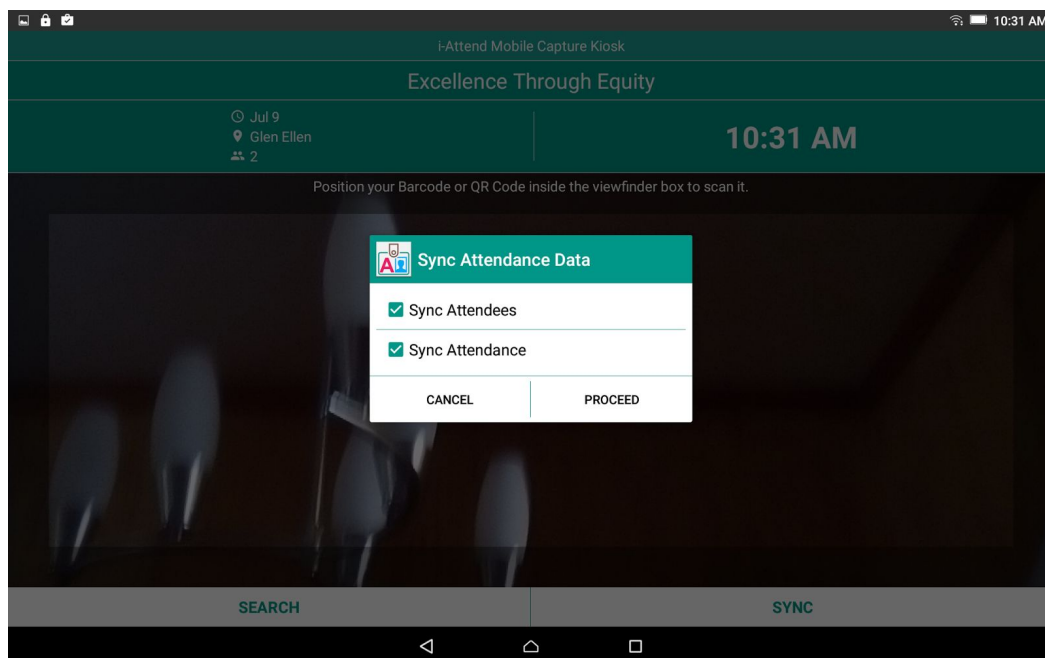 10:31 AM
i-Attend Mobile Capture Kiosk
Excellence Through Equity
Jul 9
Glen Ellen
2
10:31 AM
Position your Barcode or QR Code inside the viewfinder box to scan it.
A Sync Attendance Data
Sync Attendees
Sync Attendance
CANCEL PROCEED
SEARCH SYNC